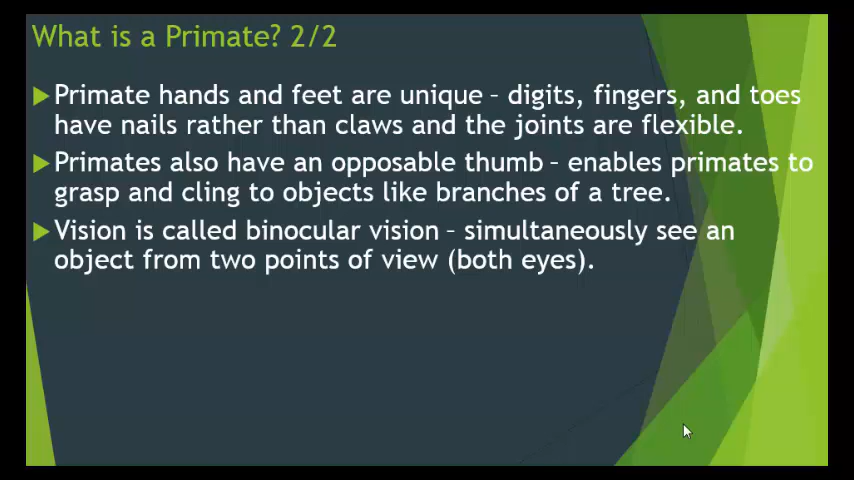 What is a Primate? 2/2
Primate hands and feet are unique – digits, fingers, and toes
have nails rather than claws and the joints are flexible.
Primates also have an opposable thumb – enables primates to
grasp and cling to objects like branches of a tree.
Vision is called binocular vision – simultaneously see an
object from two points of view (both eyes).